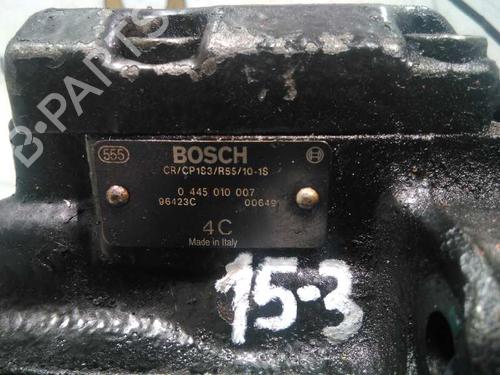 B-PARTS
555 BOSCH
CR/CP1S3/R55/10-1S
0 445 010 007
96423C 00649
4C
Made in Italy
15-3